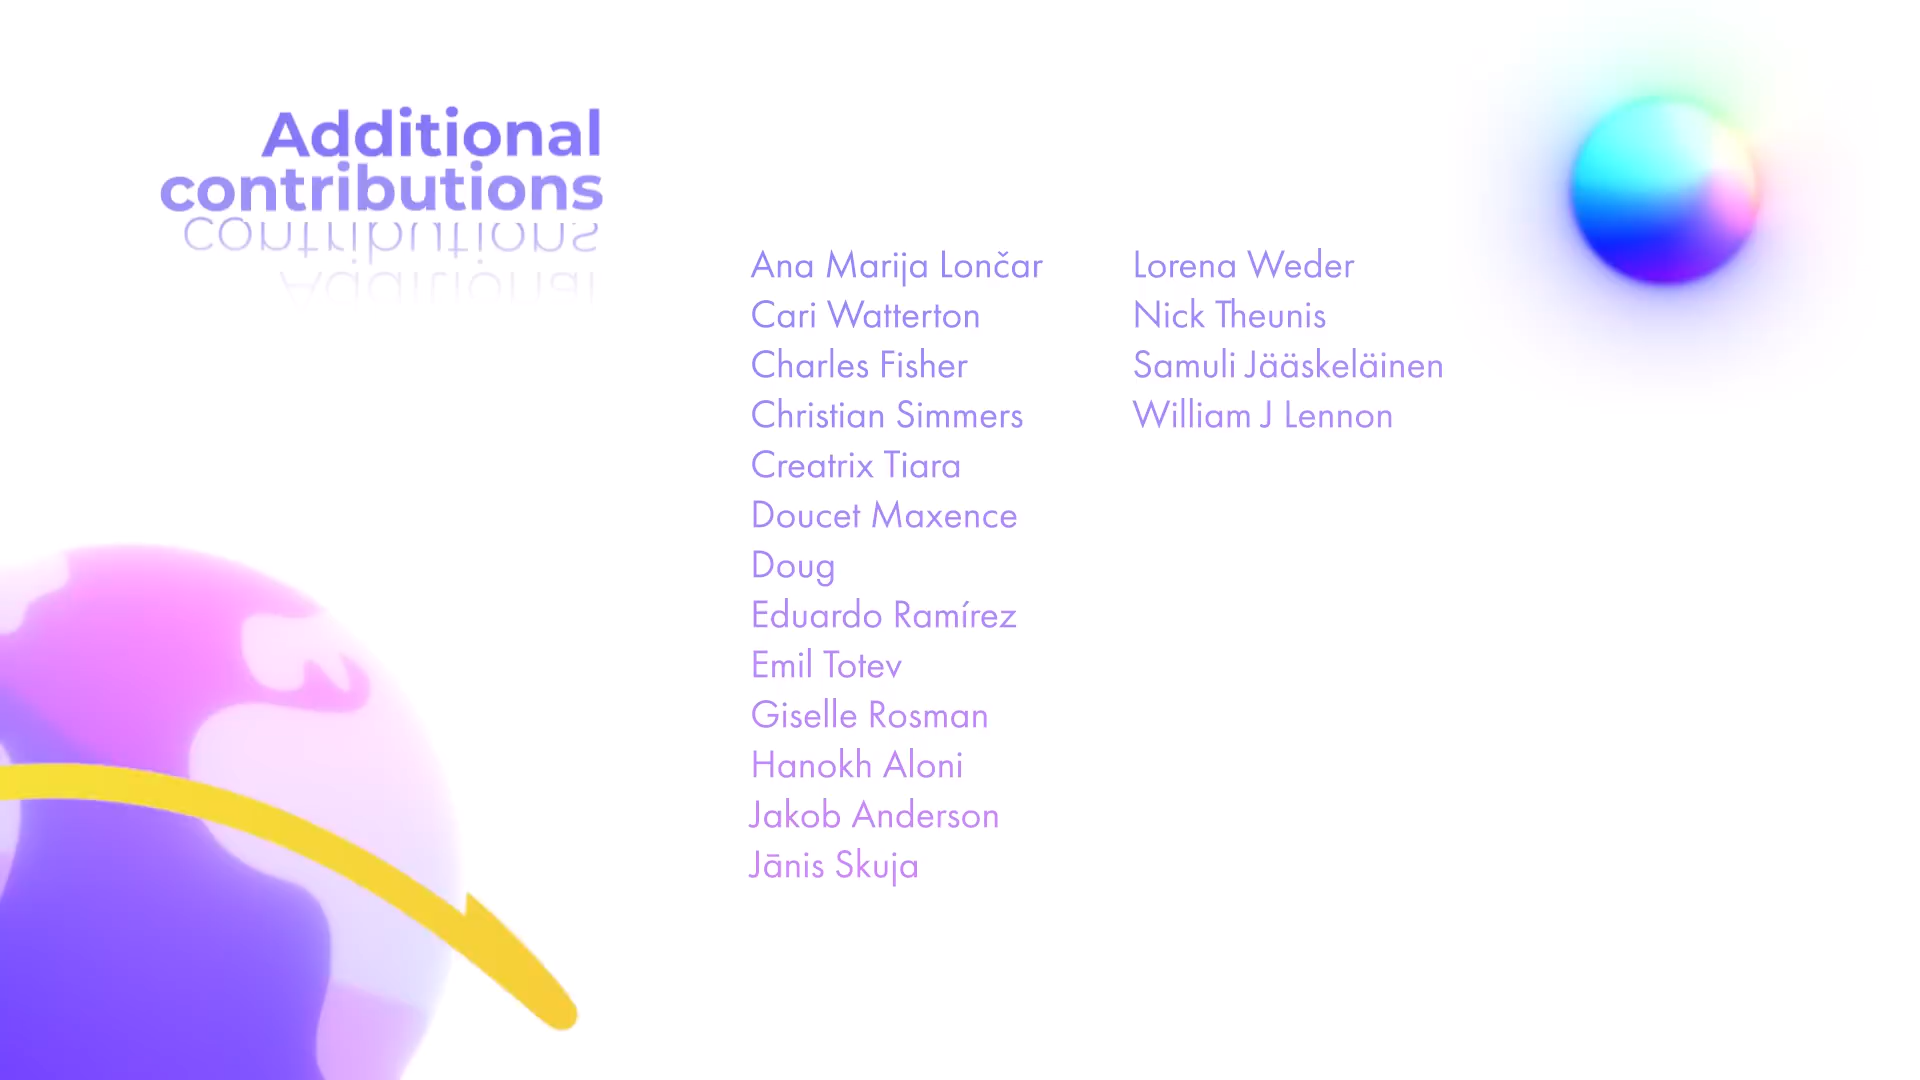 Additional
contributions
Ana Marija Lončar
Cari Watterton
Charles Fisher
Christian Simmers
Creatrix Tiara
Doucet Maxence
Doug
Eduardo Ramírez
Emil Totev
Giselle Rosman
Hanokh Aloni
Jakob Anderson
Jānis Skuja
Lorena Weder
Nick Theunis
Samuli Jääskeläinen
William J Lennon